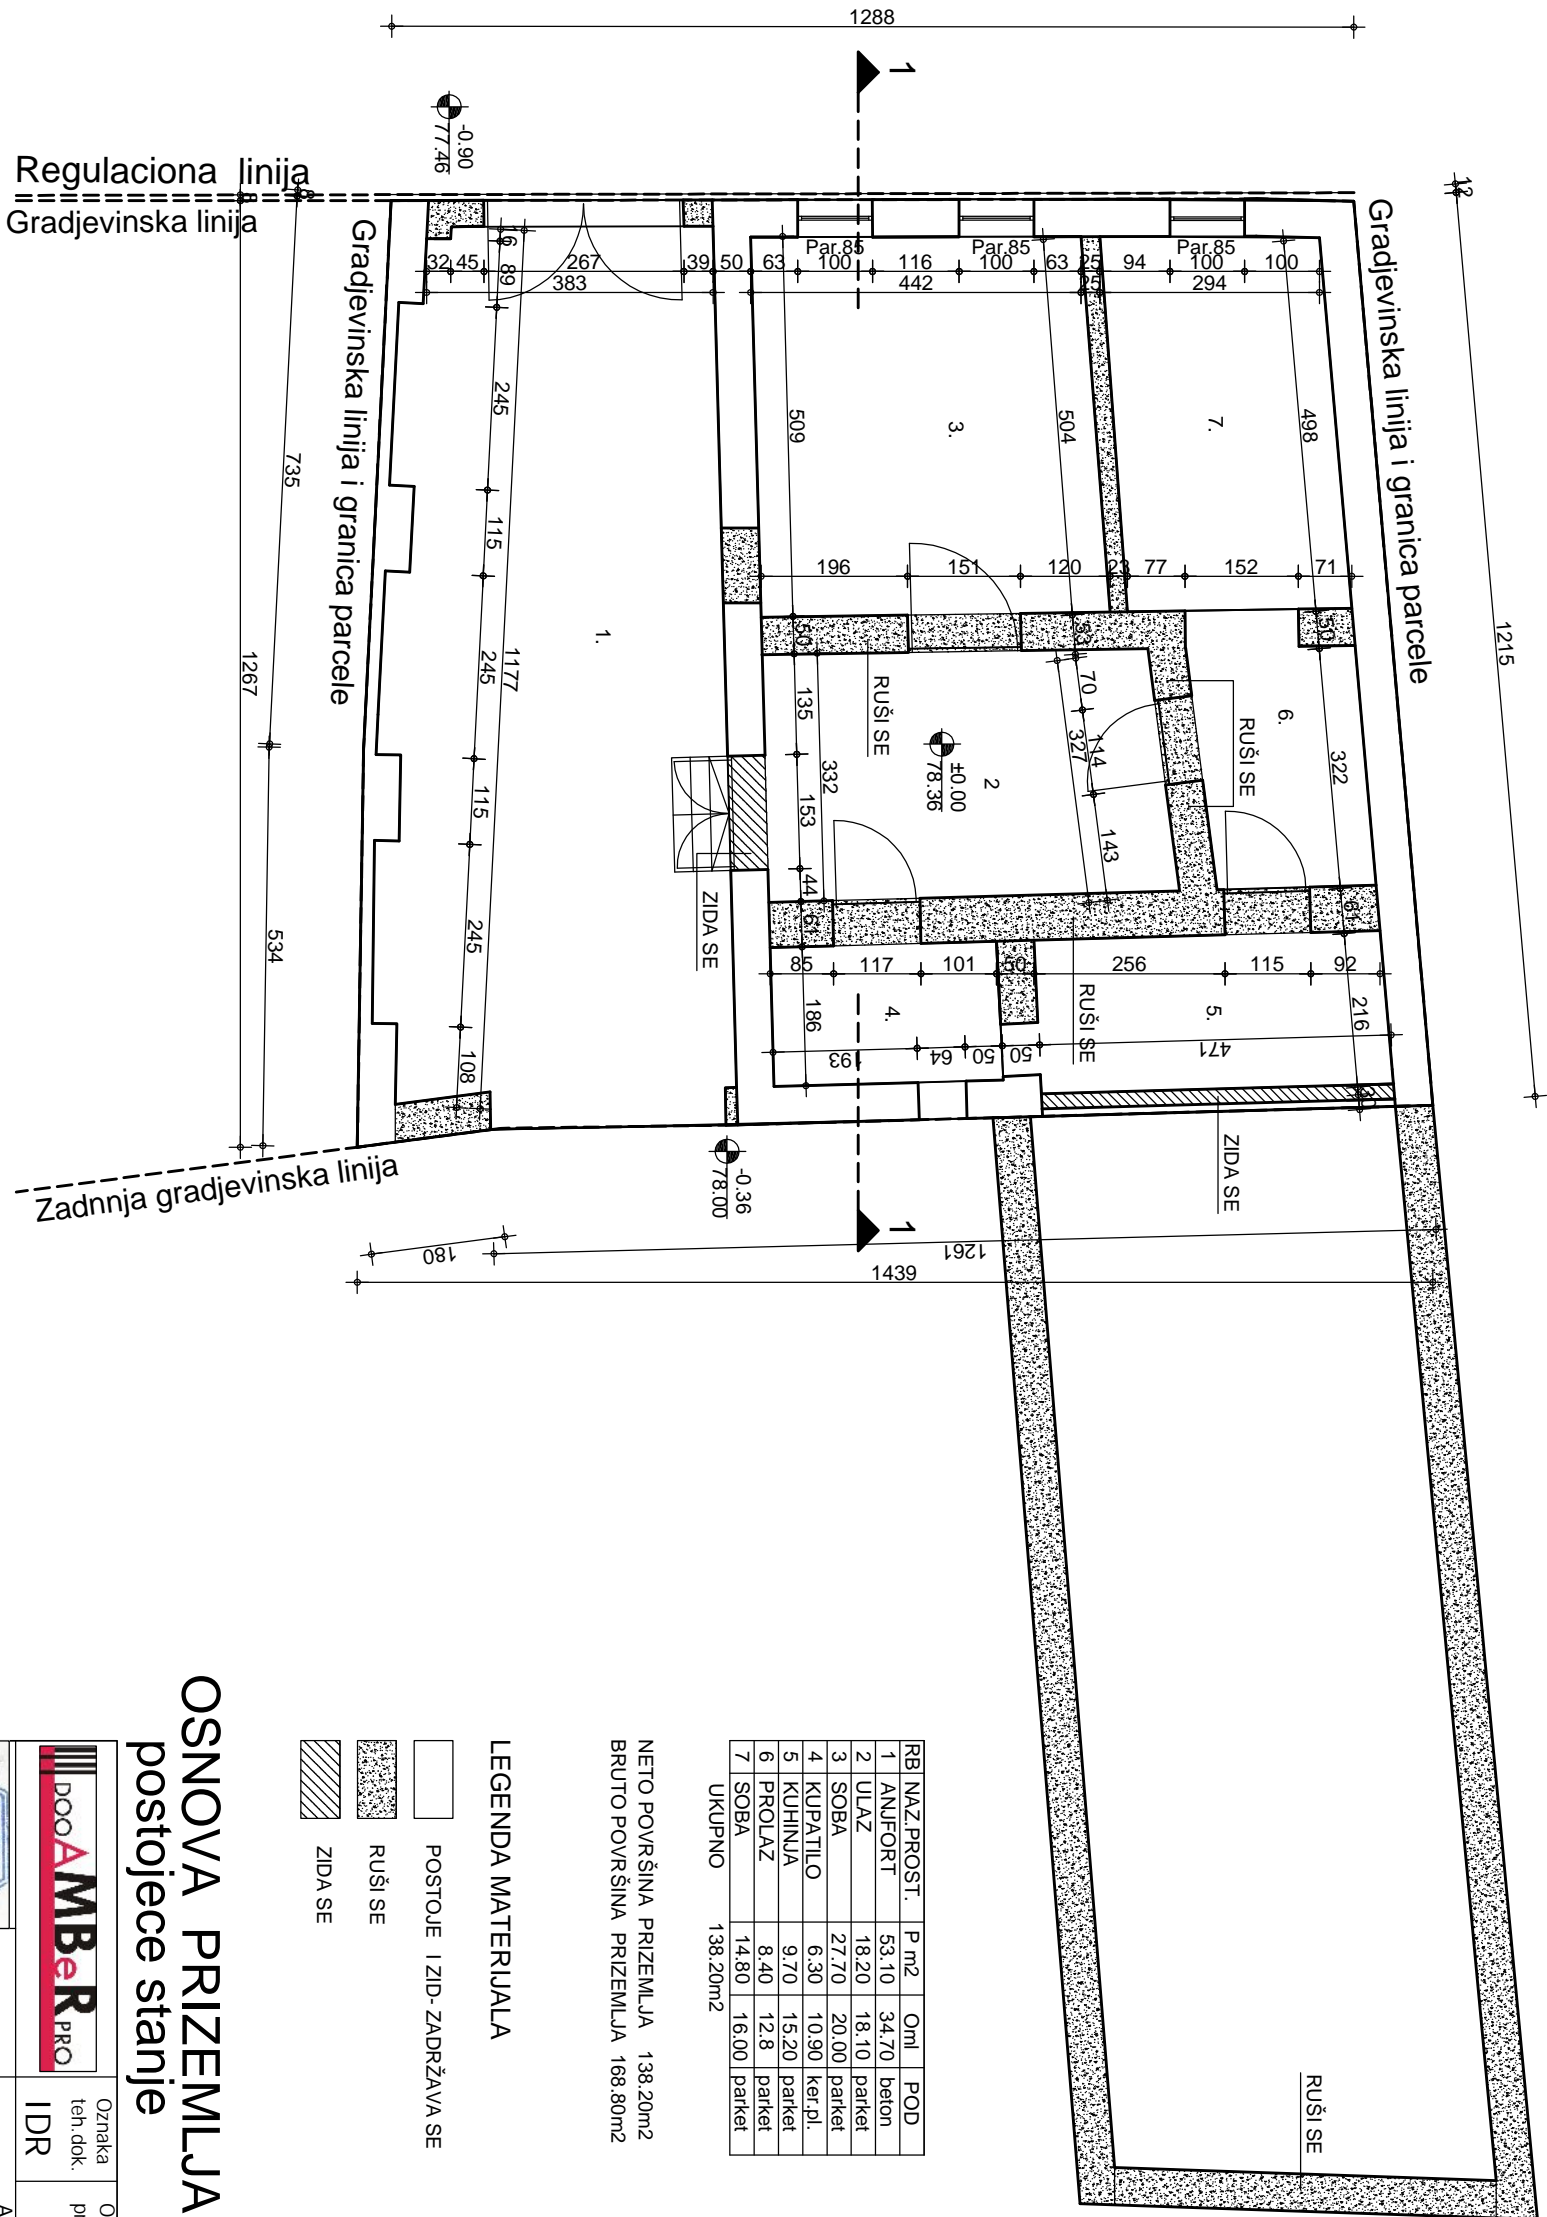 1288
1
-0.90
77.46
Regulaciona linija
Gradjevinska linija
Gradjevinska linija i granica parcele
Gradjevinska linija i granica parcele
12
1215
Par.85
Par.85
Par.85
32
45
267
39
50
63
100
116
100
63
25
94
100
100
383
442
25
294
16
89
245
115
245
115
245
108
1177
735
534
1267
509
504
498
1.
3.
7.
196
151
120
23
77
152
71
50
53
50
RUŠI SE
RUŠI SE
6.
135
332
153
44
61
70
327
114
143
322
61
2
±0.00
78.36
ZIDA SE
85
117
101
50
256
115
92
186
4.
RUŠI SE
5.
216
193
64
50
50
471
30
ZIDA SE
-0.36
78.00
1
Zadnnja gradjevinska linija
180
1261
1439
RUŠI SE
RB NAZ.PROST. P m2 Oml POD
1 ANJFORT 53.10 34.70 beton
2 ULAZ 18.20 18.10 parket
3 SOBA 27.70 20.00 parket
4 KUPATILO 6.30 10.90 ker.pl.
5 KUHINJA 9.70 15.20 parket
6 PROLAZ 8.40 12.8 parket
7 SOBA 14.80 16.00 parket
UKUPNO 138.20m2
NETO POVRŠINA PRIZEMLJA 138.20m2
BRUTO POVRŠINA PRIZEMLJA 168.80m2
LEGENDA MATERIJALA
POSTOJE I ZID- ZADRŽAVA SE
RUŠI SE
ZIDA SE
OSNOVA PRIZEMLJA
postojece stanje
DOO AMBeR PRO
Oznaka
teh.dok.
IDR